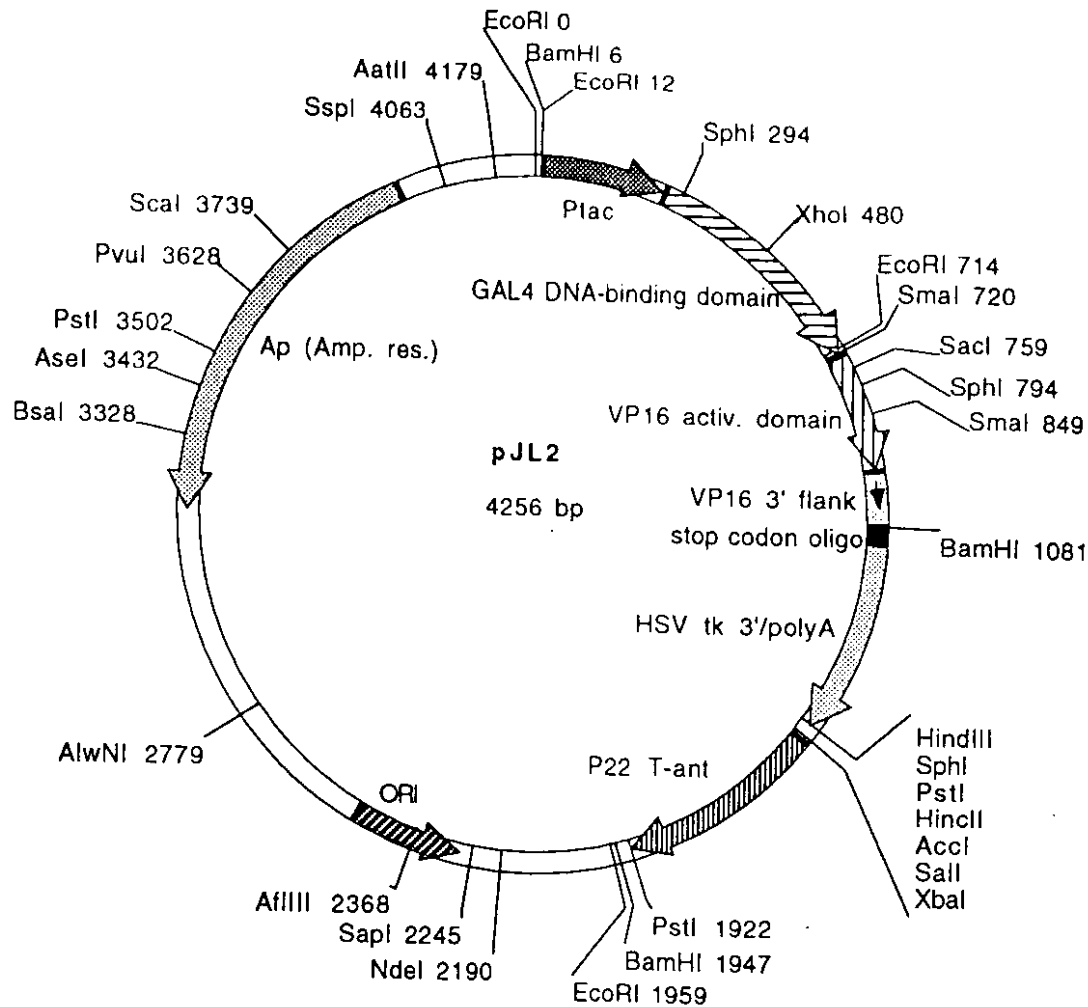 EcoRI 0
BamHI 6
EcoRI 12
AatII 4179
SspI 4063
SphI 294
ScaI 3739
Ptac
XhoI 480
PvuI 3628
EcoRI 714
GAL4 DNA-binding domain
SmaI 720
PstI 3502
Ap (Amp. res.)
SacI 759
AseI 3432
SphI 794
BsaI 3328
VP16 activ. domain
SmaI 849
pJL2
VP16 3' flank
4256 bp
stop codon oligo
BamHI 1081
HSV tk 3'/polyA
AlwNI 2779
P22 T-ant
HindIII
SphI
PstI
HincII
AccI
SalI
XbaI
ORI
AflIII 2368
SapI 2245
NdeI 2190
PstI 1922
BamHI 1947
EcoRI 1959